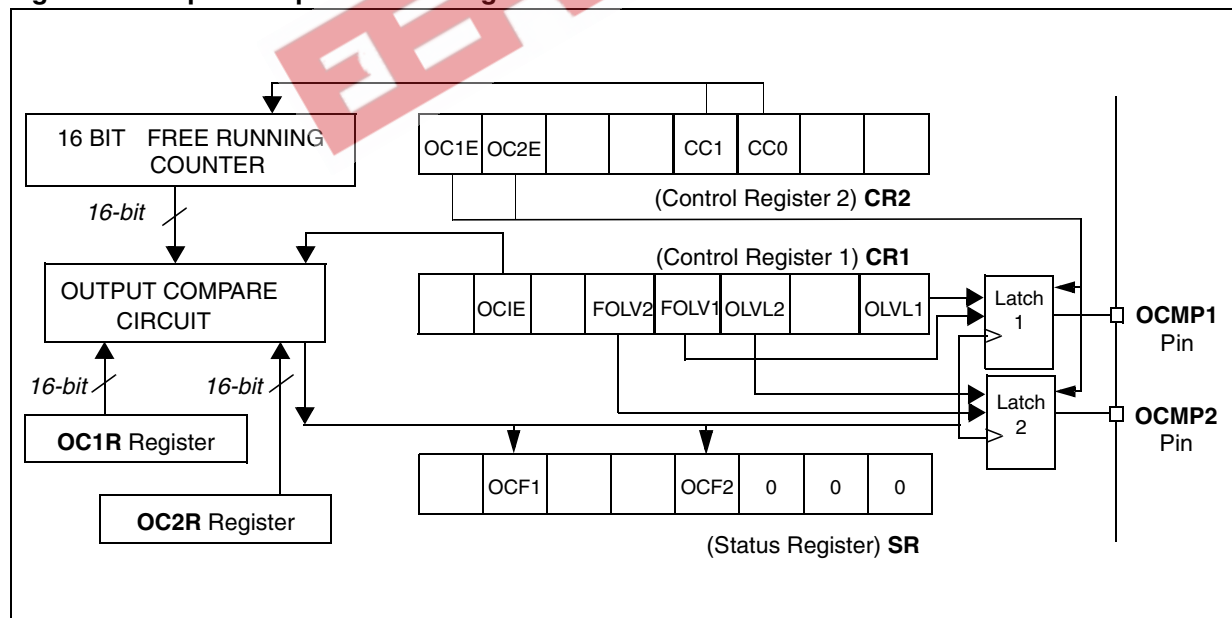 16 BIT FREE RUNNING
COUNTER
OC1E OC2E CC1 CC0
(Control Register 2) CR2
16-bit
(Control Register 1) CR1
OUTPUT COMPARE
CIRCUIT
OCIE FOLV2 FOLV1 OLVL2 OLVL1
Latch
1
OCMP1
Pin
16-bit
16-bit
Latch
2
OCMP2
Pin
OC1R Register
OCF1 OCF2 0 0 0
OC2R Register
(Status Register) SR